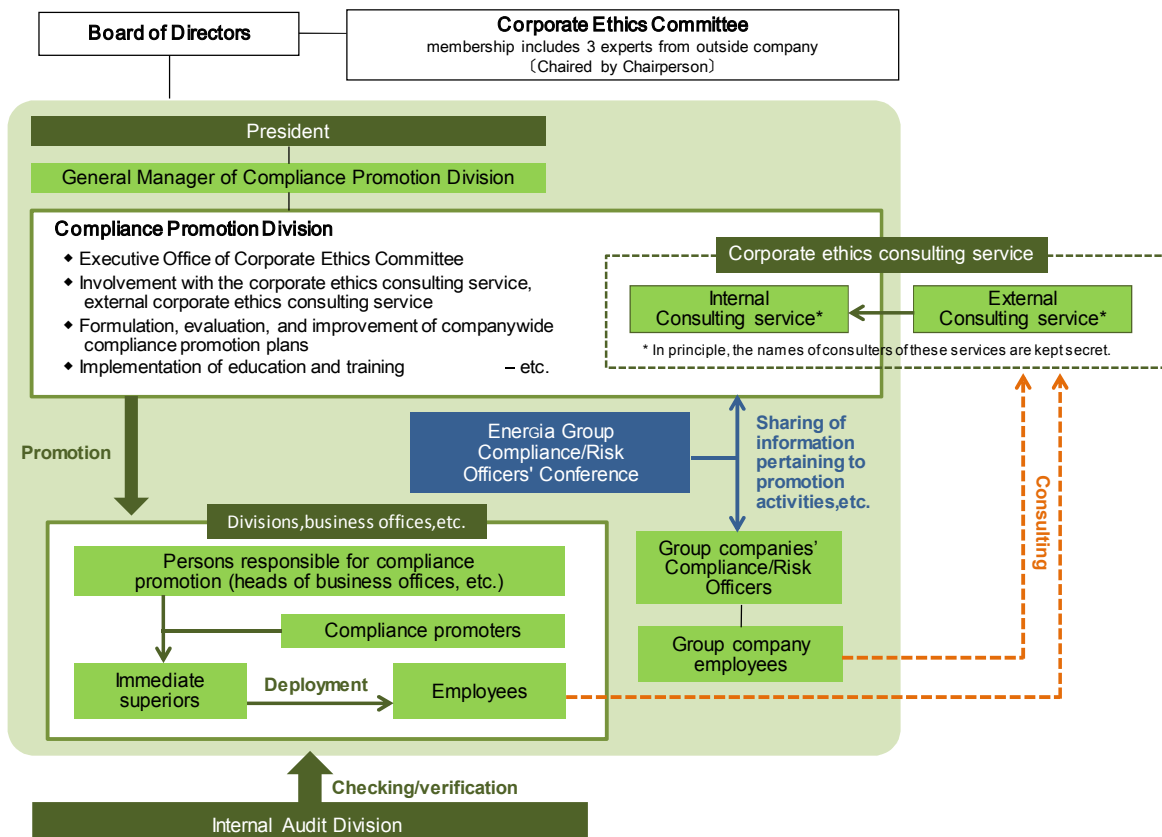 Board of Directors
Corporate Ethics Committee
membership includes 3 experts from outside company
〔Chaired by Chairperson〕
President
General Manager of Compliance Promotion Division
Compliance Promotion Division
◆ Executive Office of Corporate Ethics Committee
◆ Involvement with the corporate ethics consulting service,
external corporate ethics consulting service
◆ Formulation, evaluation, and improvement of companywide
compliance promotion plans
◆ Implementation of education and training – etc.
Corporate ethics consulting service
Internal
Consulting service*
External
Consulting service*
* In principle, the names of consulters of these services are kept secret.
Promotion
Energia Group
Compliance/Risk
Officers' Conference
Sharing of
information
pertaining to
promotion
activities,etc.
Consulting
Divisions,business offices,etc.
Persons responsible for compliance
promotion (heads of business offices, etc.)
Compliance promoters
Immediate
superiors
Deployment
Employees
Group companies’
Compliance/Risk
Officers
Group company
employees
Checking/verification
Internal Audit Division